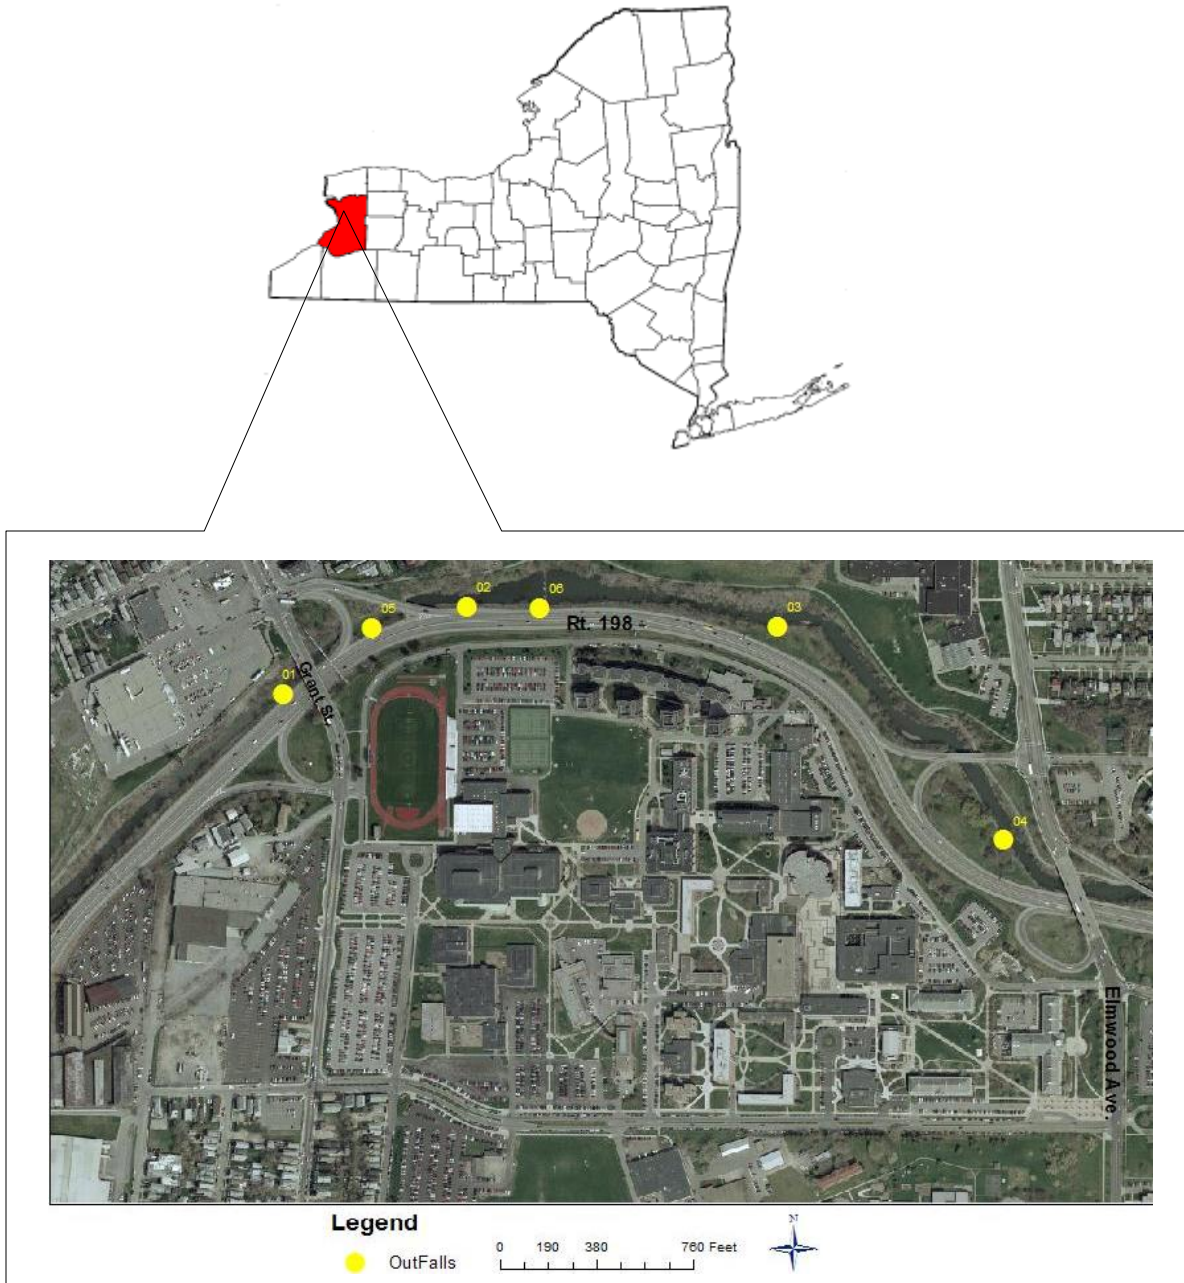 02
06
05
03
Rt. 198
01
Grant St.
04
Elmwood Ave.
Legend
N
OutFalls
0 190 380 760 Feet